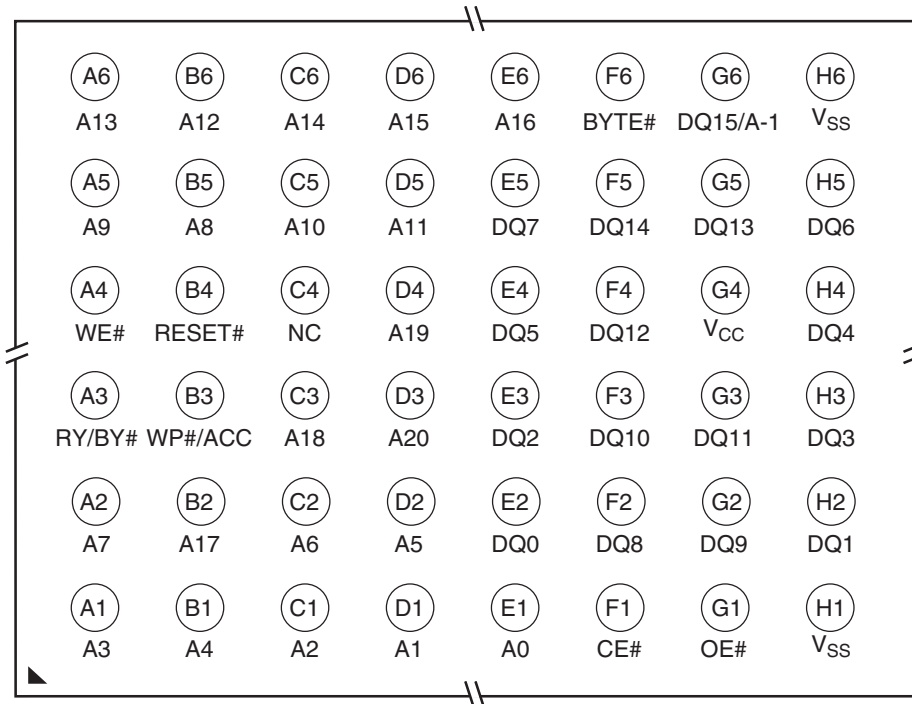 A6 B6 C6 D6 E6 F6 G6 H6
A13 A12 A14 A15 A16 BYTE# DQ15/A-1 VSS
A5 B5 C5 D5 E5 F5 G5 H5
A9 A8 A10 A11 DQ7 DQ14 DQ13 DQ6
A4 B4 C4 D4 E4 F4 G4 H4
WE# RESET# NC A19 DQ5 DQ12 VCC DQ4
A3 B3 C3 D3 E3 F3 G3 H3
RY/BY# WP#/ACC A18 A20 DQ2 DQ10 DQ11 DQ3
A2 B2 C2 D2 E2 F2 G2 H2
A7 A17 A6 A5 DQ0 DQ8 DQ9 DQ1
A1 B1 C1 D1 E1 F1 G1 H1
A3 A4 A2 A1 A0 CE# OE# VSS